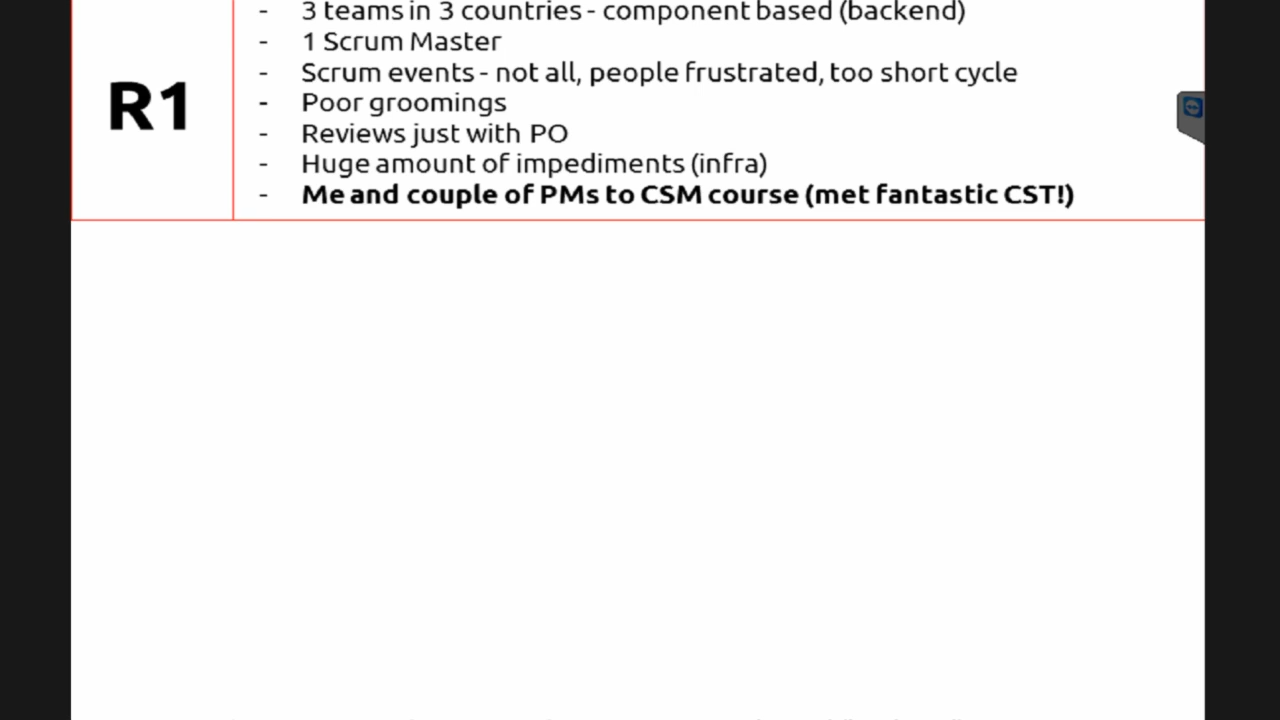 - 3 teams in 3 countries - component based (backend)
- 1 Scrum Master
- Scrum events - not all, people frustrated, too short cycle
R1
- Poor groomings
- Reviews just with PO
- Huge amount of impediments (infra)
- Me and couple of PMs to CSM course (met fantastic CST!)